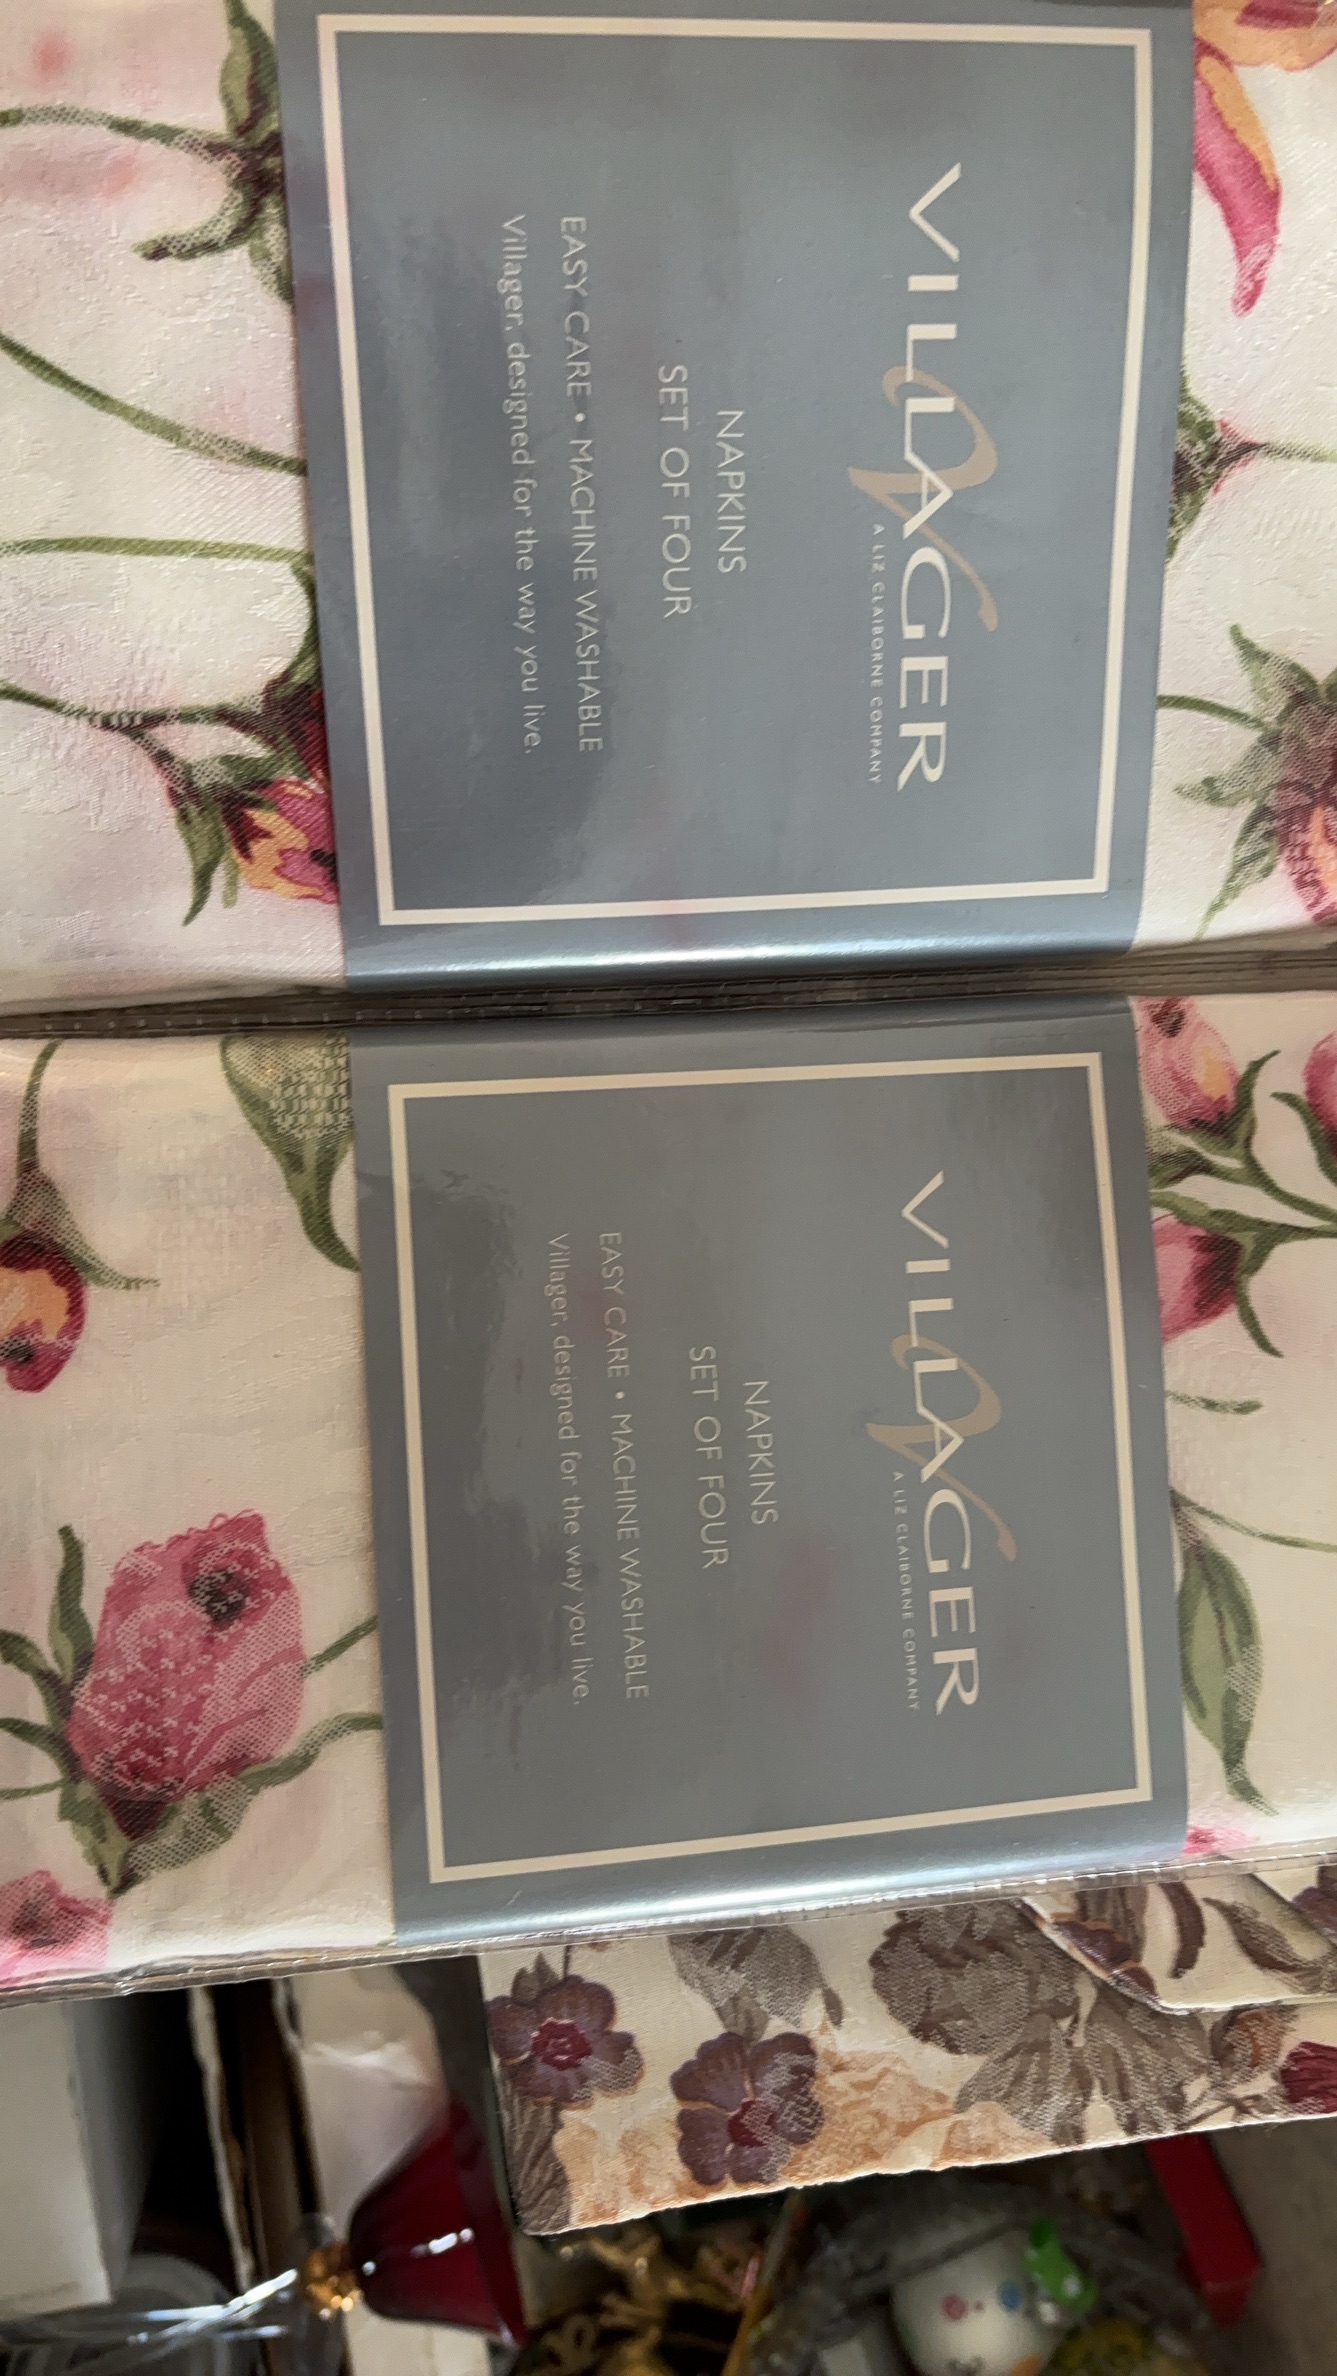 VILLAGER
A LIZ CLAIBORNE COMPANY
NAPKINS
SET OF FOUR
EASY CARE • MACHINE WASHABLE
Villager, designed for the way you live.
VILLAGER
A LIZ CLAIBORNE COMPANY
NAPKINS
SET OF FOUR
EASY CARE • MACHINE WASHABLE
Villager, designed for the way you live.